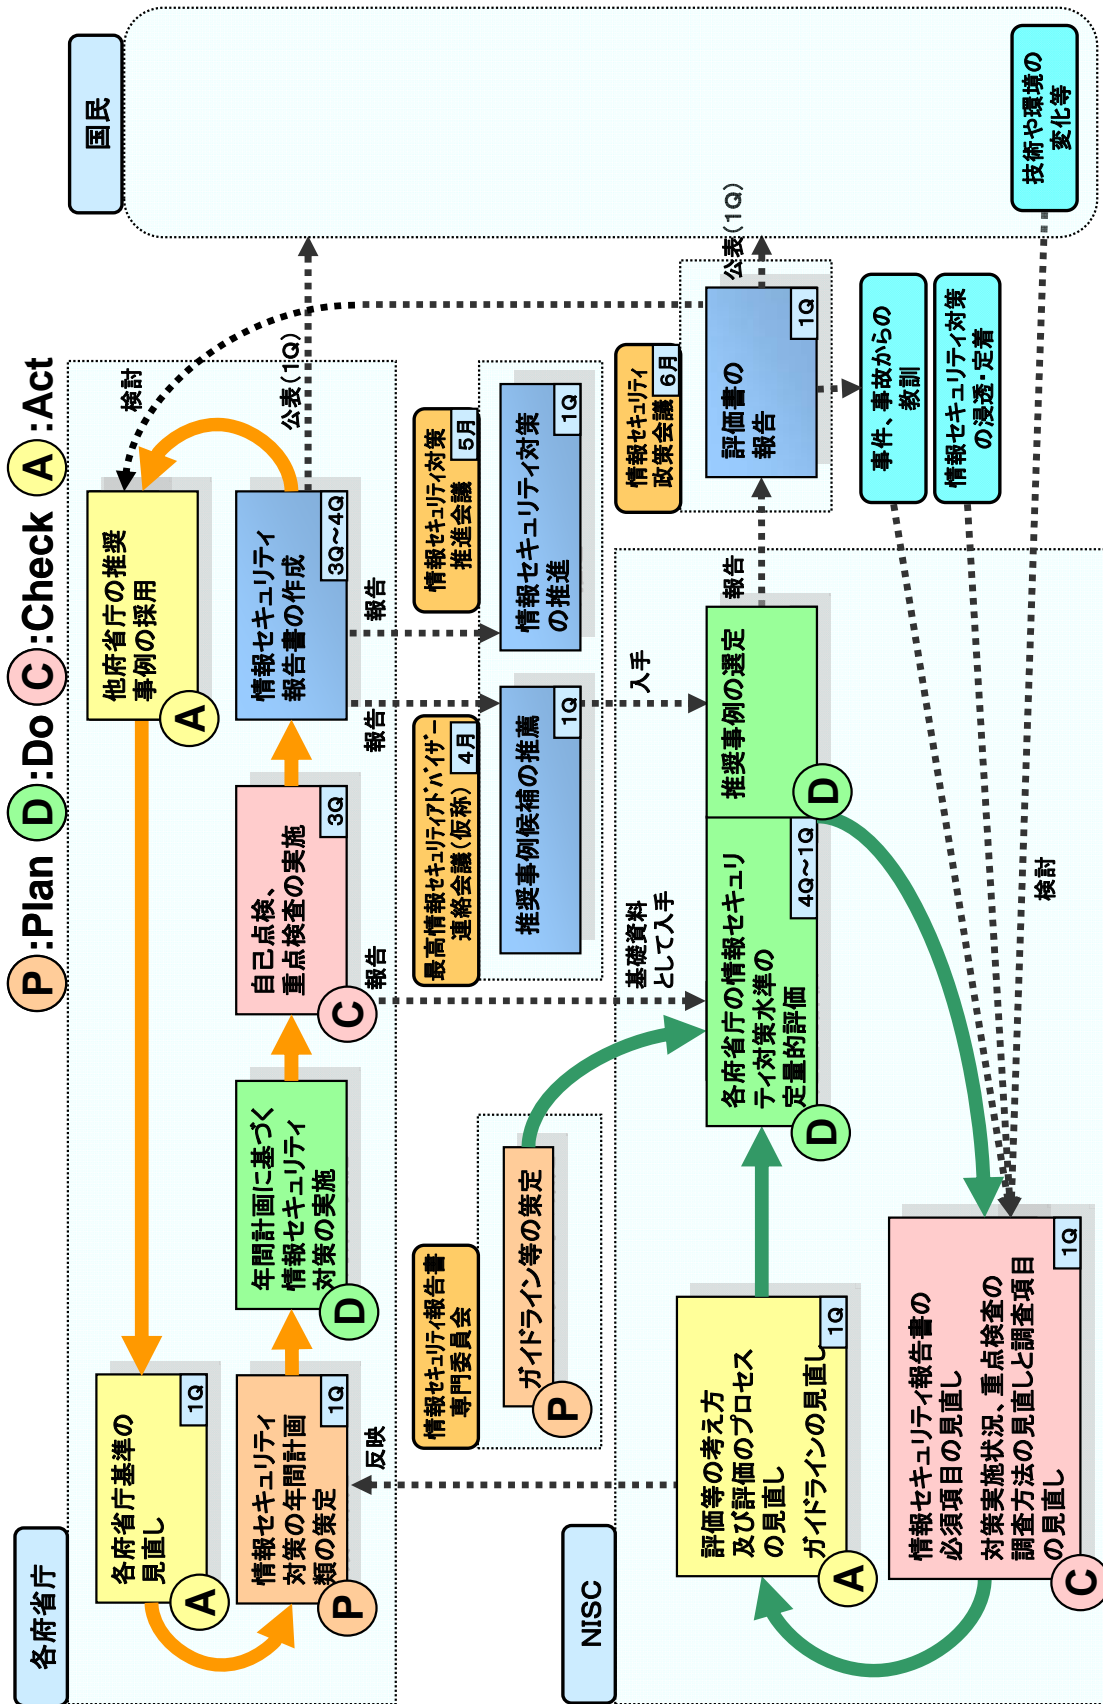 P:Plan D:Do C:Check A:Act
各府省庁
各府省庁基準の
見直し
1Q
A
他府省庁の推奨
事例の採用
A
検討
情報セキュリティ
対策の年間計画
類の策定
1Q
P
年間計画に基づく
情報セキュリティ
対策の実施
D
自己点検、
重点検査の実施
3Q
C
情報セキュリティ
報告書の作成
3Q~4Q
公表(1Q)
国民
反映
報告
報告
報告
情報セキュリティ報告書
専門委員会
ガイドライン等の策定
P
最高情報セキュリティアドバイザー
連絡会議(仮称)
4月
推奨事例候補の推薦
1Q
情報セキュリティ対策
推進会議
5月
情報セキュリティ対策
の推進
1Q
基礎資料
として入手
入手
情報セキュリティ
政策会議
6月
評価書の
報告
1Q
公表(1Q)
NISC
評価等の考え方
及び評価のプロセス
の見直し
ガイドラインの見直し
1Q
A
各府省庁の情報セキュリ
ティ対策水準の
定量的評価
4Q~1Q
D
推奨事例の選定
D
報告
情報セキュリティ報告書の
必須項目の見直し
対策実施状況、重点検査の
調査方法の見直しと調査項目
の見直し
1Q
C
検討
事件、事故からの
教訓
情報セキュリティ対策
の浸透・定着
技術や環境の
変化等